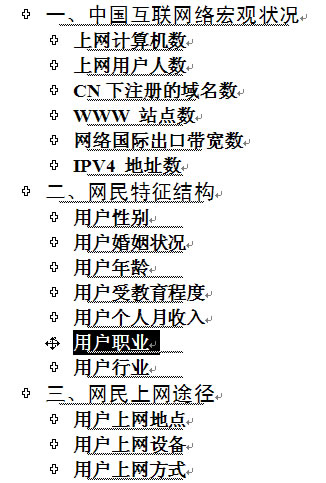 一、中国互联网络宏观状况
上网计算机数
上网用户人数
CN 下注册的域名数
WWW 站点数
网络国际出口带宽数
IPV4 地址数
二、网民特征结构
用户性别
用户婚姻状况
用户年龄
用户受教育程度
用户个人月收入
用户职业
用户行业
三、网民上网途径
用户上网地点
用户上网设备
用户上网方式